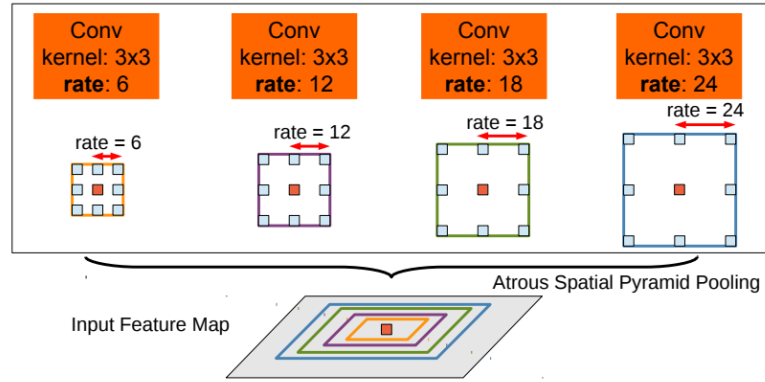 Conv
kernel: 3x3
rate: 6
Conv
kernel: 3x3
rate: 12
Conv
kernel: 3x3
rate: 18
Conv
kernel: 3x3
rate: 24
rate = 6
rate = 12
rate = 18
rate = 24
Atrous Spatial Pyramid Pooling
Input Feature Map